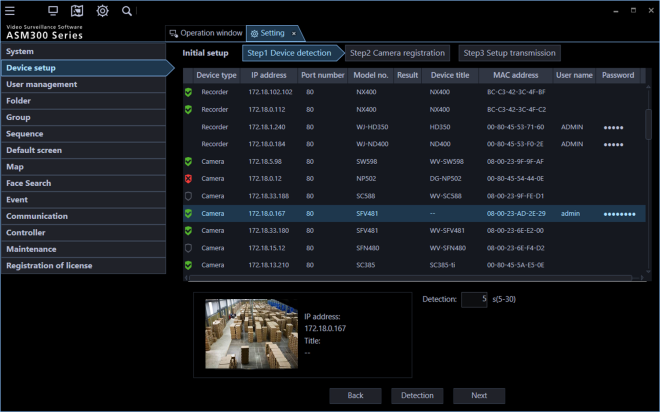 Video Surveillance Software
ASM300 Series
Operation window
Setting ×
System
Device setup
User management
Folder
Group
Sequence
Default screen
Map
Face Search
Event
Communication
Controller
Maintenance
Registration of license
Initial setup Step1 Device detection Step2 Camera registration Step3 Setup transmission
Device type IP address Port number Model no. Result Device title MAC address User name Password
Recorder 172.18.102.102 80 NX400 NX400 BC-C3-42-3C-4F-BF
Recorder 172.18.0.112 80 NX400 NX400 BC-C3-42-3C-4F-C2
Recorder 172.18.1.240 80 WJ-HD350 HD350 00-80-45-53-71-60 ADMIN •••••
Recorder 172.18.0.184 80 WJ-ND400 ND400 00-80-45-53-F0-2E ADMIN •••••
Camera 172.18.5.98 80 SW598 WV-SW598 08-00-23-9F-9F-AF
Camera 172.18.0.12 80 NP502 DG-NP502 00-80-45-54-44-0E
Camera 172.18.33.188 80 SC588 WV-SC588 08-00-23-9F-FE-D1
Camera 172.18.0.167 80 SFV481 -- 08-00-23-AD-2E-29 admin ••••••••
Camera 172.18.33.180 80 SFV481 WV-SFV481 08-00-23-6E-E2-00
Camera 172.18.15.12 80 SFN480 WV-SFN480 08-00-23-6E-F4-D2
Camera 172.18.13.210 80 SC385 SC385-ti 00-80-45-5A-E5-0E
IP address:
172.18.0.167
Title:
--
Detection: 5 s(5-30)
Back Detection Next